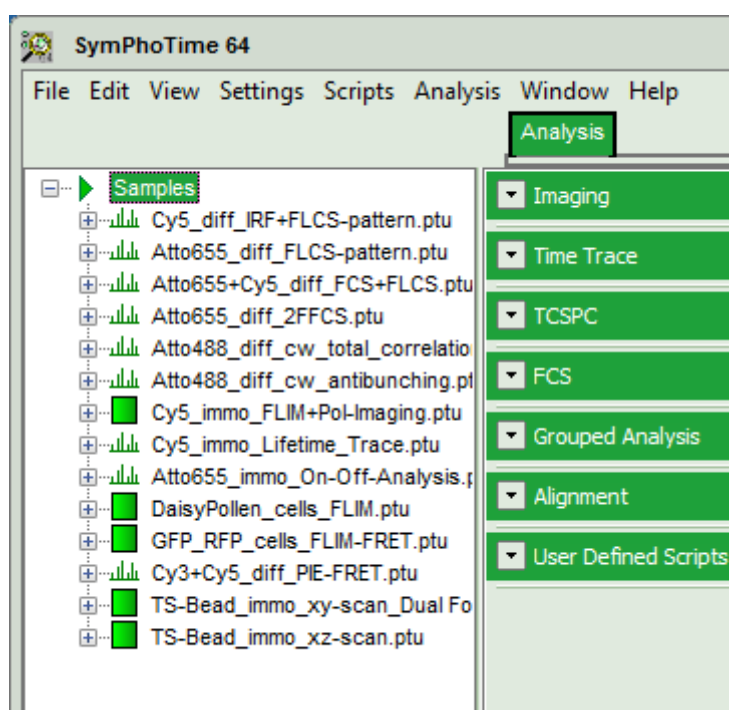 SymPhoTime 64
File Edit View Settings Scripts Analysis Window Help
Analysis
Samples
Cy5_diff_IRF+FLCS-pattern.ptu
Atto655_diff_FLCS-pattern.ptu
Atto655+Cy5_diff_FCS+FLCS.ptu
Atto655_diff_2FFCS.ptu
Atto488_diff_cw_total_correlatio
Atto488_diff_cw_antibunching.pt
Cy5_immo_FLIM+Pol-Imaging.ptu
Cy5_immo_Lifetime_Trace.ptu
Atto655_immo_On-Off-Analysis.p
DaisyPollen_cells_FLIM.ptu
GFP_RFP_cells_FLIM-FRET.ptu
Cy3+Cy5_diff_PIE-FRET.ptu
TS-Bead_immo_xy-scan_Dual Fo
TS-Bead_immo_xz-scan.ptu
Imaging
Time Trace
TCSPC
FCS
Grouped Analysis
Alignment
User Defined Scripts